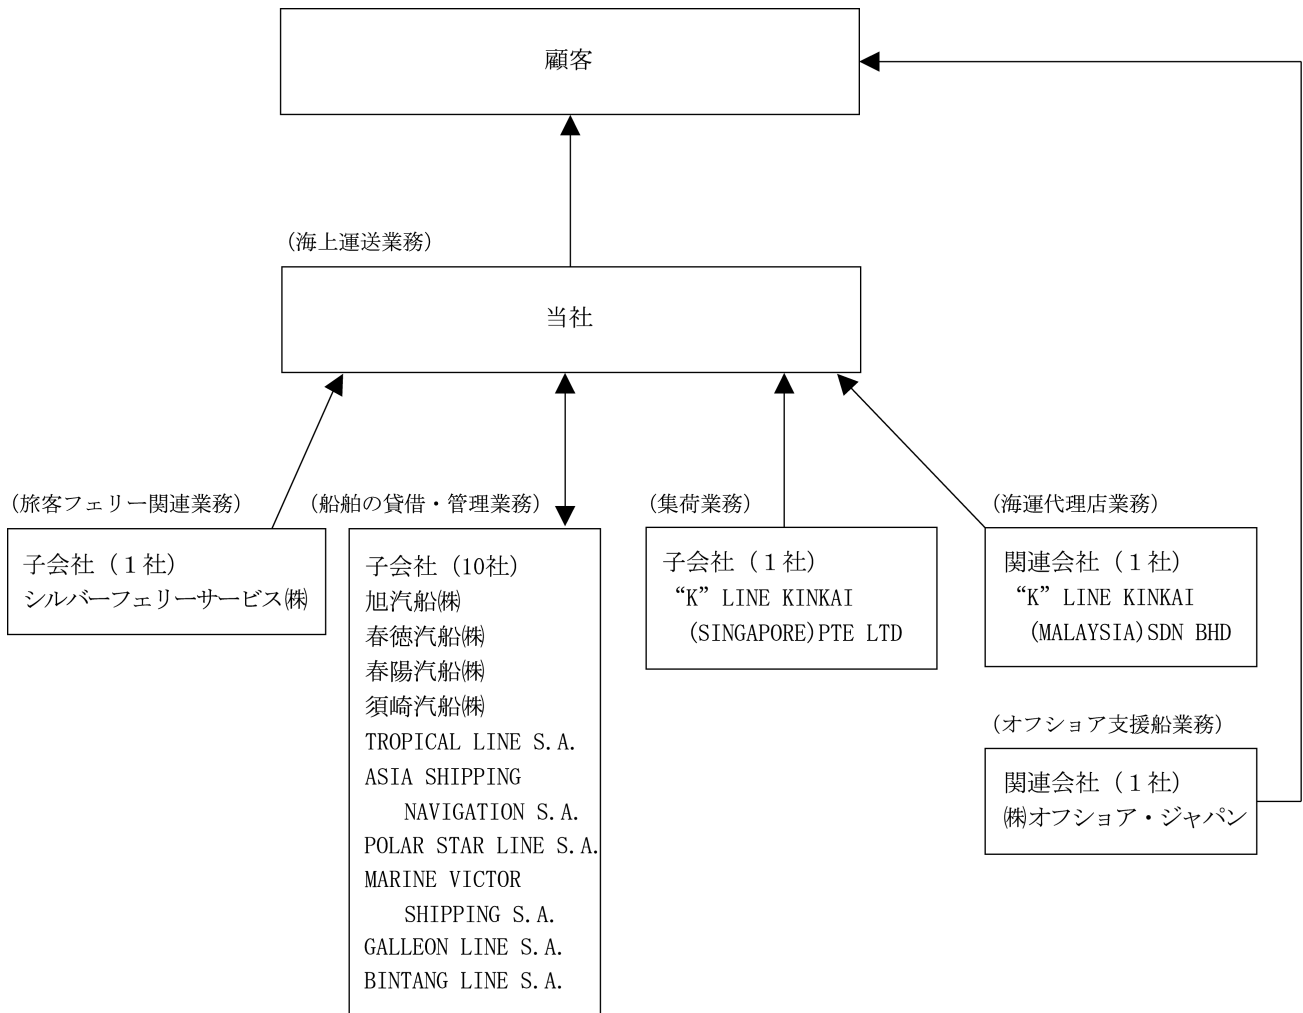 顧客
(海上運送業務)
当社
(旅客フェリー関連業務)
子会社(1社)
シルバーフェリーサービス㈱
(船舶の貸借・管理業務)
子会社(10社)
旭汽船㈱
春徳汽船㈱
春陽汽船㈱
須崎汽船㈱
TROPICAL LINE S.A.
ASIA SHIPPING
NAVIGATION S.A.
POLAR STAR LINE S.A.
MARINE VICTOR
SHIPPING S.A.
GALLEON LINE S.A.
BINTANG LINE S.A.
(集荷業務)
子会社(1社)
“K” LINE KINKAI
(SINGAPORE)PTE LTD
(海運代理店業務)
関連会社(1社)
“K” LINE KINKAI
(MALAYSIA)SDN BHD
(オフショア支援船業務)
関連会社(1社)
㈱オフショア・ジャパン